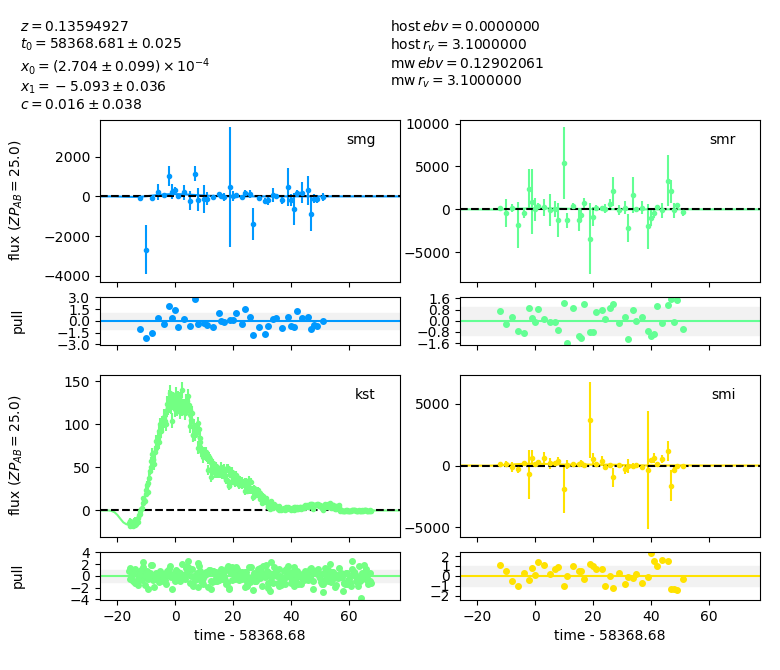 z = 0.13594927
t₀ = 58368.681 ± 0.025
x₀ = (2.704 ± 0.099) × 10⁻⁴
x₁ = −5.093 ± 0.036
c = 0.016 ± 0.038
host ebv = 0.0000000
host r_v = 3.1000000
mw ebv = 0.12902061
mw r_v = 3.1000000
flux (ZP_AB = 25.0)
2000
0
−2000
−4000
smg
10000
5000
0
−5000
smr
pull
3.0
1.5
0.0
−1.5
−3.0
1.6
0.8
0.0
−0.8
−1.6
flux (ZP_AB = 25.0)
150
100
50
0
kst
5000
0
−5000
smi
pull
4
2
0
−2
−4
2
1
0
−1
−2
−20 0 20 40 60
−20 0 20 40 60
time - 58368.68
time - 58368.68